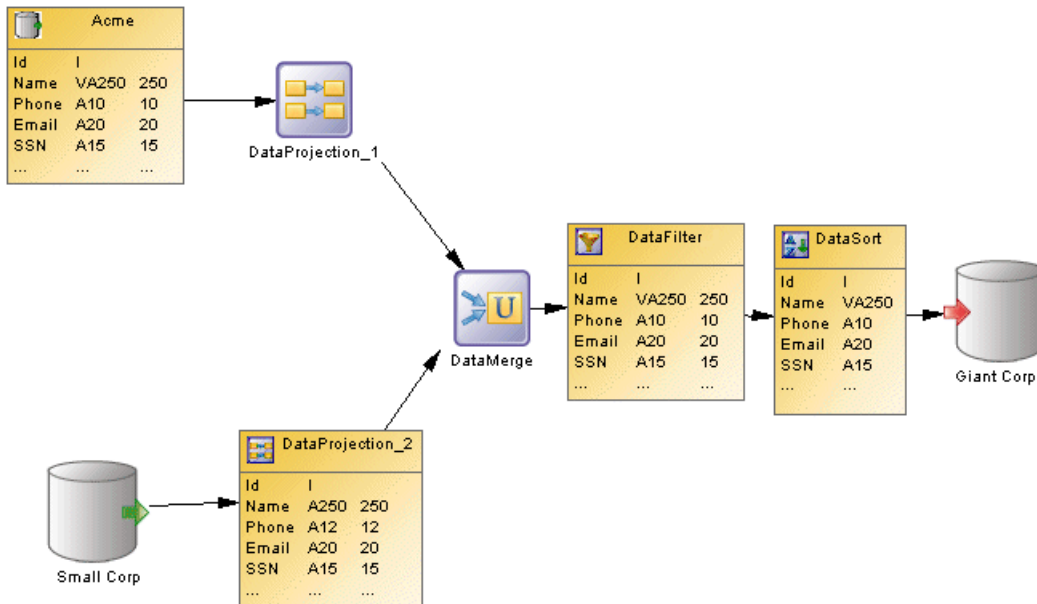 Acme
Id I
Name VA250 250
Phone A10 10
Email A20 20
SSN A15 15
... ... ...
DataProjection_1
DataFilter
Id I
Name VA250 250
Phone A10 10
Email A20 20
SSN A15 15
... ... ...
DataSort
Id I
Name VA250
Phone A10
Email A20
SSN A15
... ...
U
DataMerge
Giant Corp
DataProjection_2
Id I
Name A250 250
Phone A12 12
Email A20 20
SSN A15 15
... ... ...
Small Corp